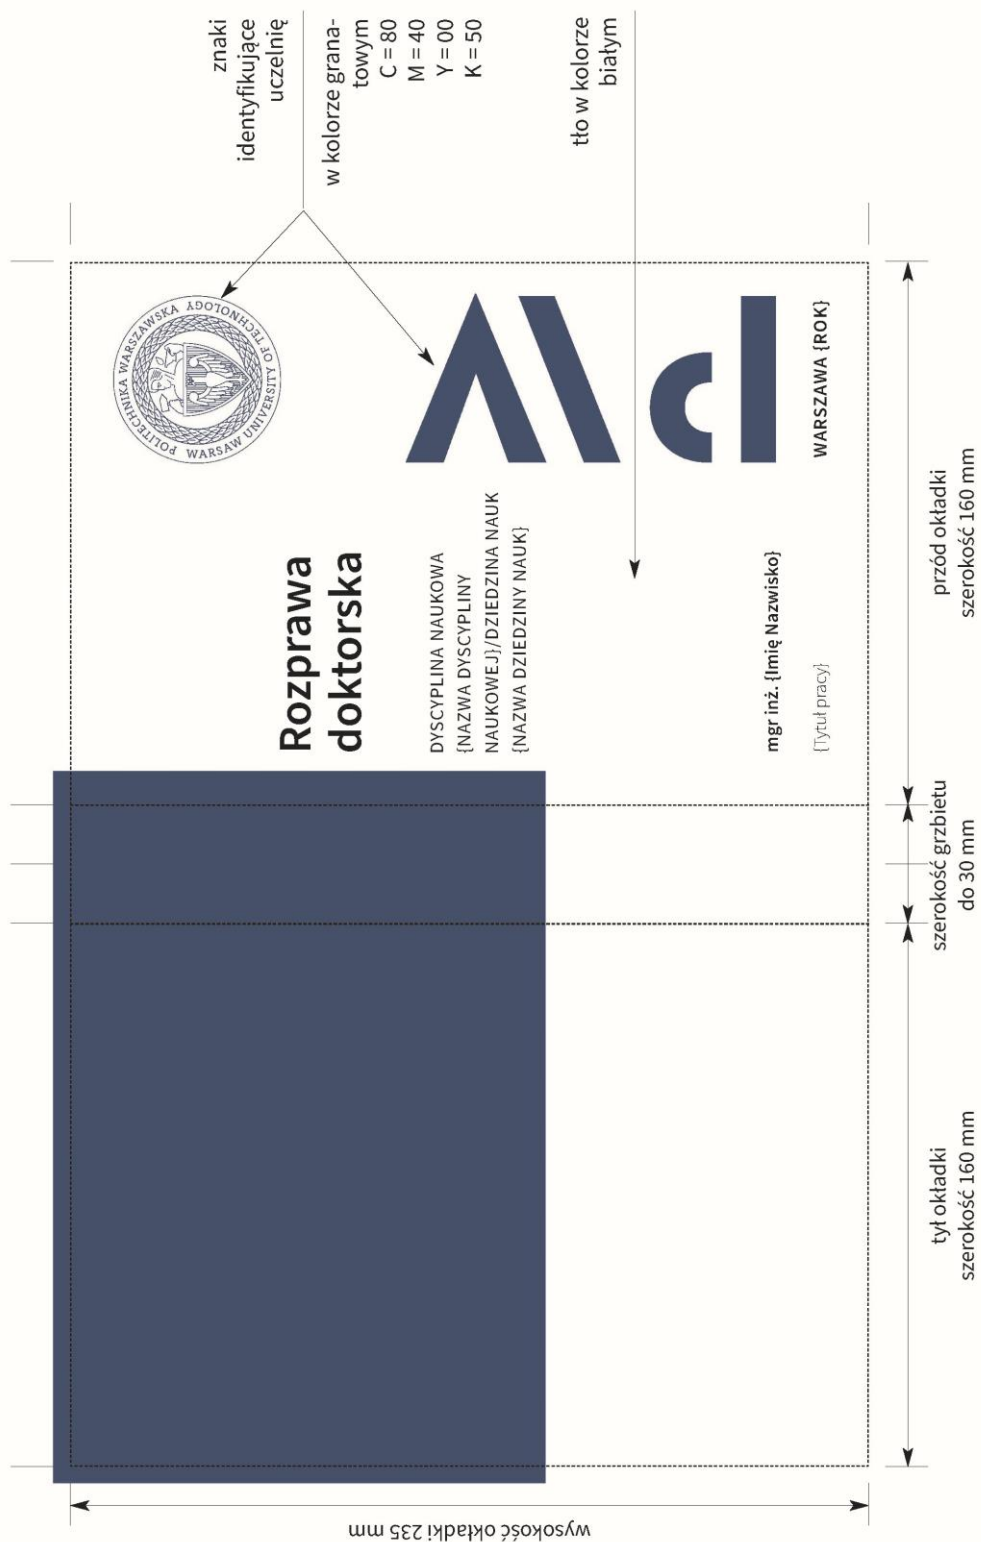 znaki
identyfikujące
uczelnię
w kolorze grana-
towym
C = 80
M = 40
Y = 00
K = 50
tło w kolorze
białym
POLITECHNIKA WARSZAWSKA
WARSAW UNIVERSITY OF TECHNOLOGY
WARSZAWA {ROK}
Rozprawa
doktorska
DYSCYPLINA NAUKOWA
{NAZWA DYSCYPLINY
NAUKOWEJ}/DZIEDZINA NAUK
{NAZWA DZIEDZINY NAUK}
mgr inż. {Imię Nazwisko}
{Tytuł pracy}
przód okładki
szerokość 160 mm
szerokość grzbietu
do 30 mm
tył okładki
szerokość 160 mm
wysokość okładki 235 mm